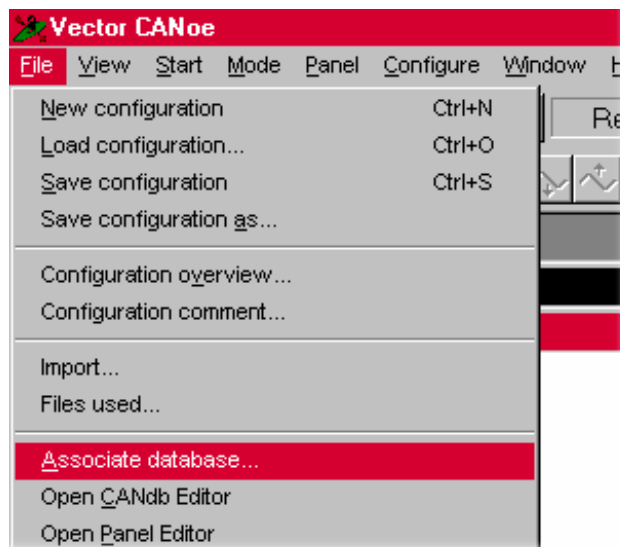 Vector CANoe
File View Start Mode Panel Configure Window
New configuration Ctrl+N
Load configuration... Ctrl+O
Save configuration Ctrl+S
Save configuration as...
Configuration overview...
Configuration comment...
Import...
Files used...
Associate database...
Open CANdb Editor
Open Panel Editor